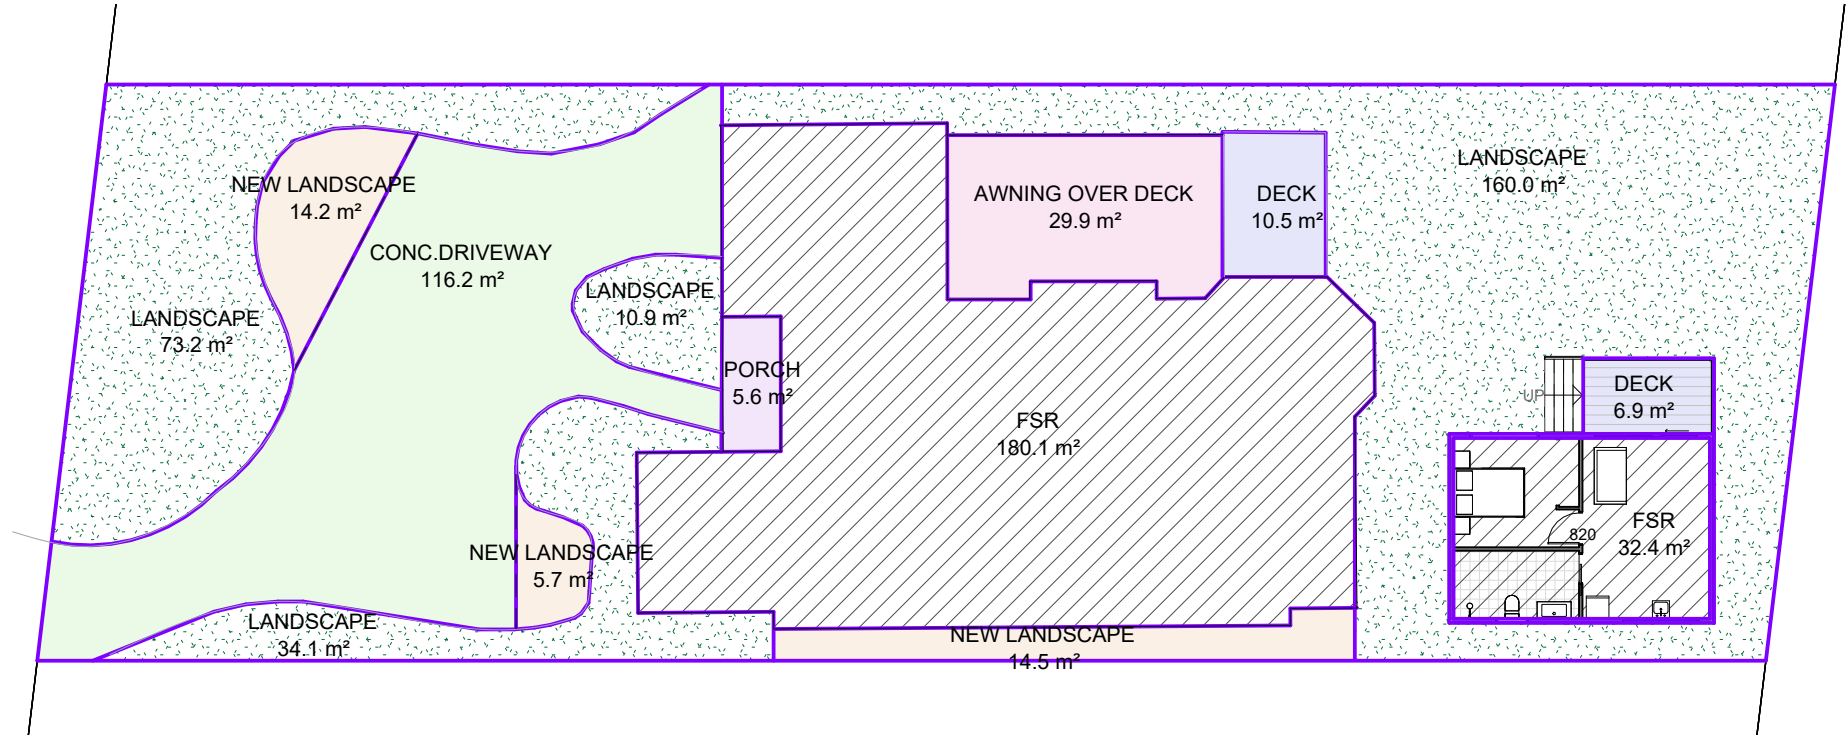 NEW LANDSCAPE
14.2 m²
CONC.DRIVEWAY
116.2 m²
LANDSCAPE
73.2 m²
LANDSCAPE
10.9 m²
PORCH
5.6 m²
NEW LANDSCAPE
5.7 m²
LANDSCAPE
34.1 m²
AWNING OVER DECK
29.9 m²
DECK
10.5 m²
FSR
180.1 m²
NEW LANDSCAPE
14.5 m²
LANDSCAPE
160.0 m²
UP
DECK
6.9 m²
820
FSR
32.4 m²